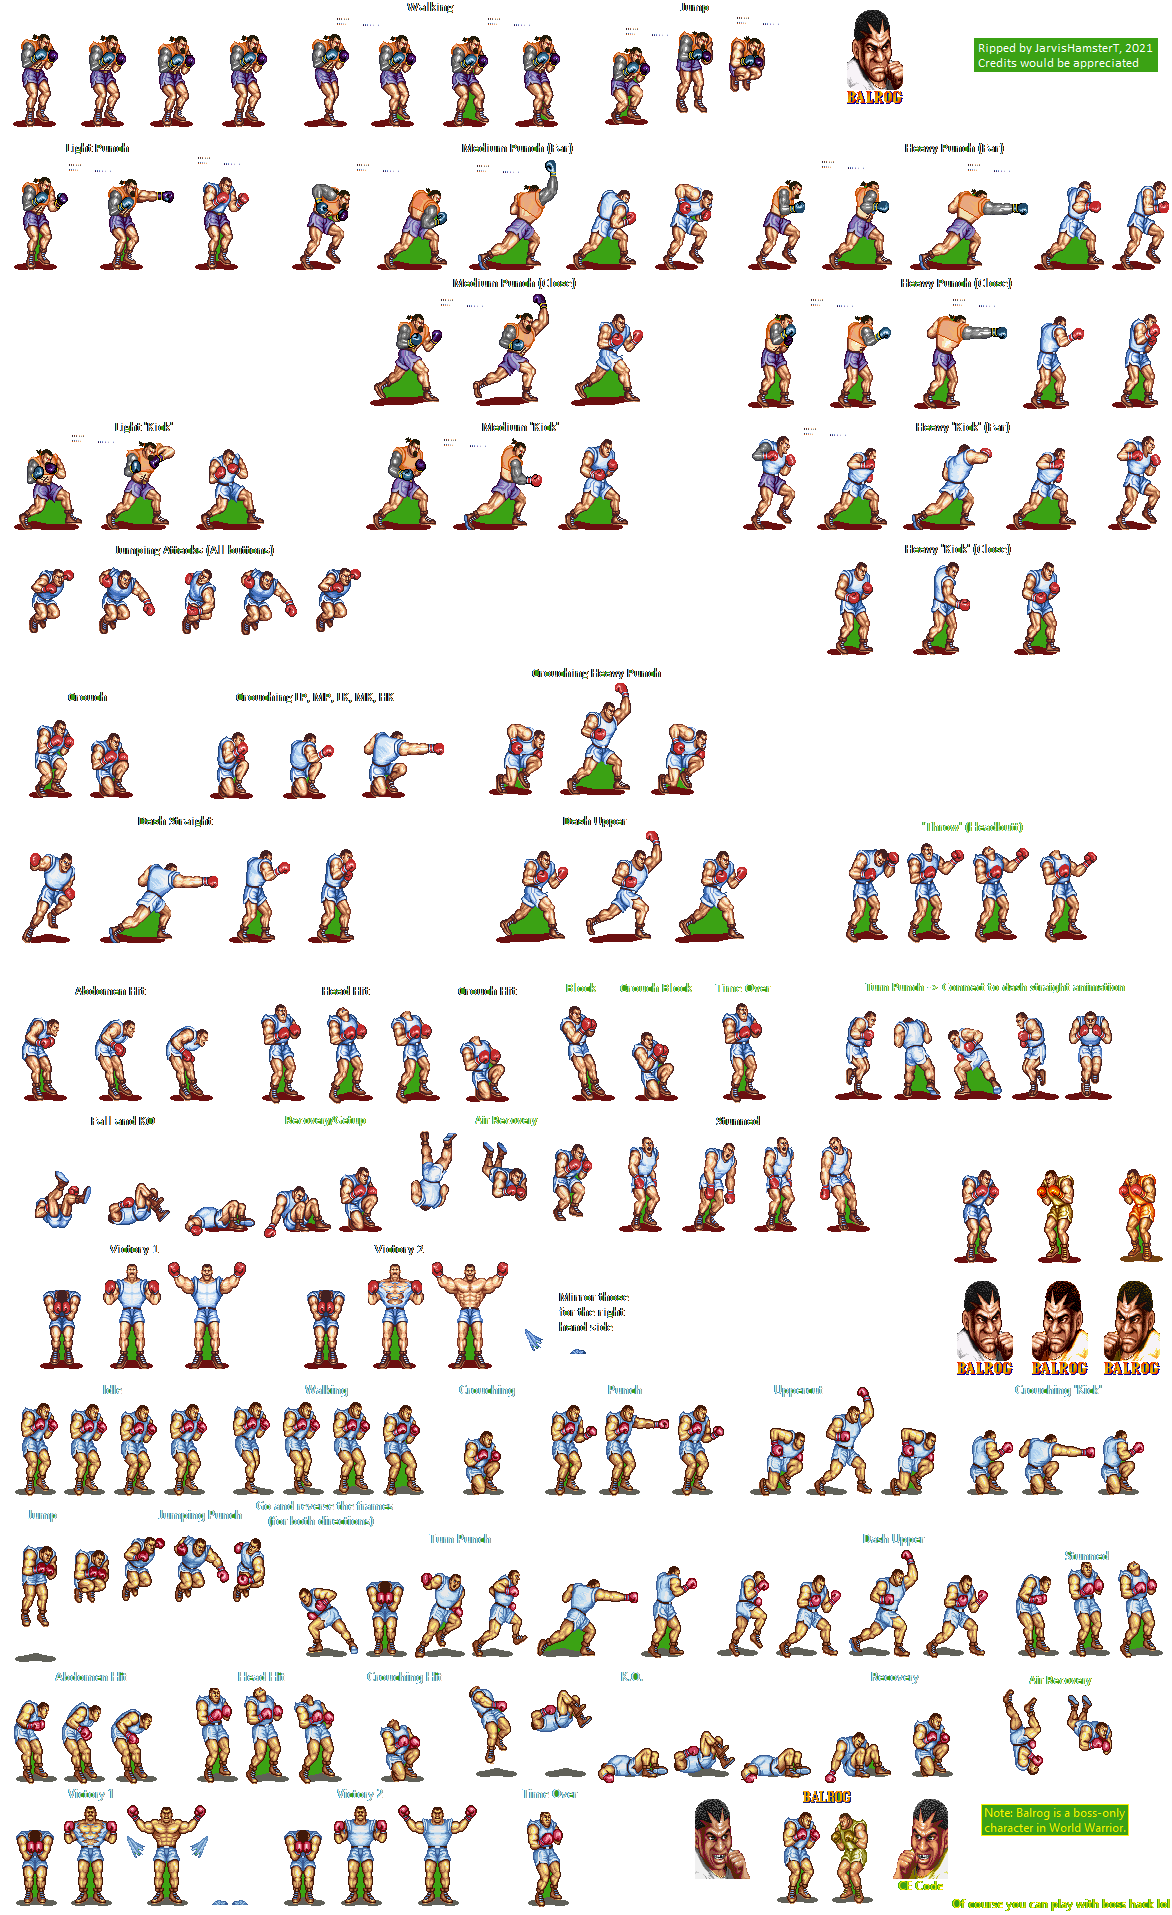 Walking
Jump
Ripped by JarvisHamsterT, 2021
Credits would be appreciated
BALROG
Light Punch
Medium Punch (Far)
Heavy Punch (Far)
Medium Punch (Close)
Heavy Punch (Close)
Light "Kick"
Medium "Kick"
Heavy "Kick" (Far)
Jumping Attacks (All buttons)
Heavy "Kick" (Close)
Crouching Heavy Punch
Crouch
Crouching LP, MP, LK, MK, HK
Dash Straight
Dash Upper
"Throw" (Headbutt)
Abdomen Hit
Head Hit
Crouch Hit
Block
Crouch Block
Time Over
Turn Punch -> Connect to dash straight animation
Fall and KO
Recovery/Getup
Air Recovery
Stunned
Victory 1
Victory 2
Mirror those
for the right
hand side
BALROG
BALROG
BALROG
Idle
Walking
Crouching
Punch
Uppercut
Crouching "Kick"
Jump
Jumping Punch
Go and reverse the frames
(for both directions)
Turn Punch
Dash Upper
Stunned
Abdomen Hit
Head Hit
Crouching Hit
K.O.
Recovery
Air Recovery
Victory 1
Victory 2
Time Over
BALROG
Note: Balrog is a boss-only
character in World Warrior.
CE Code
Of course you can play with boss hack lol